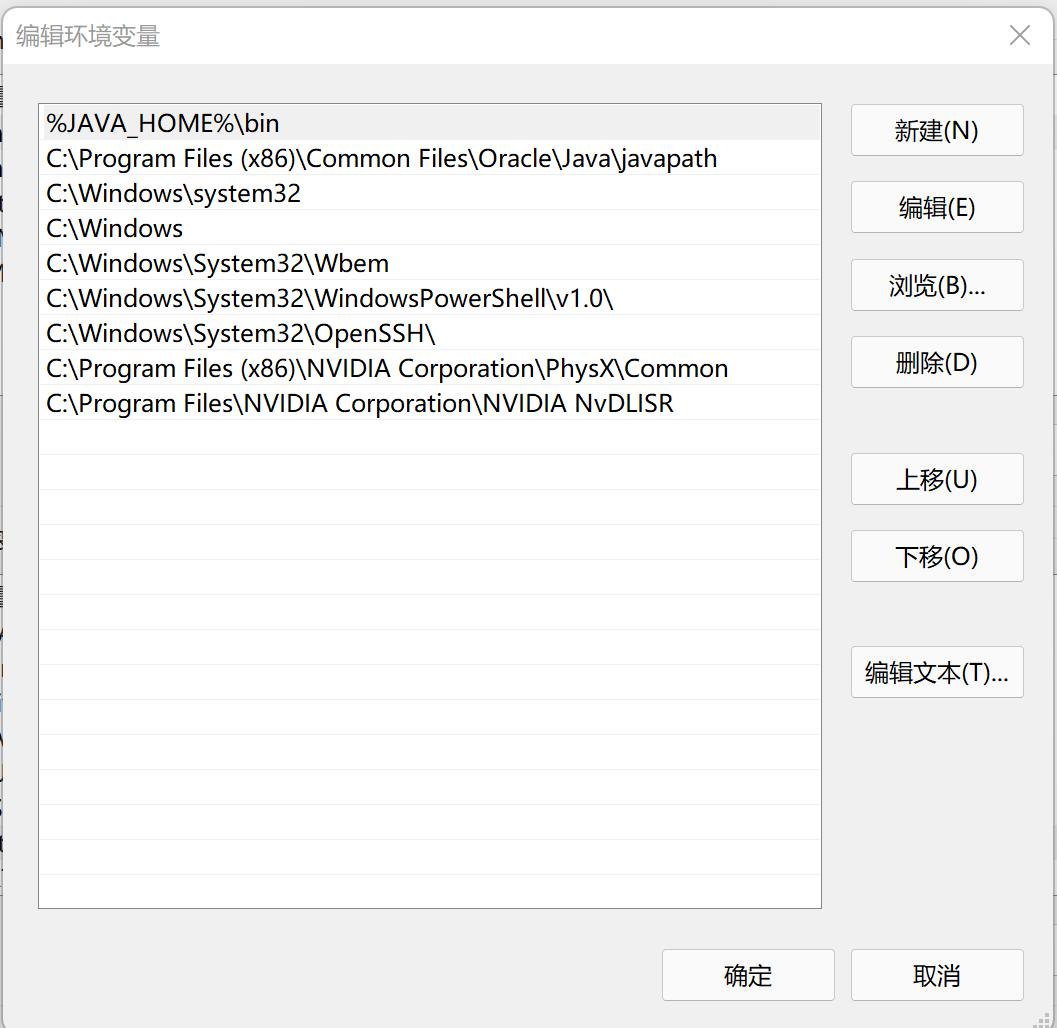 编辑环境变量
%JAVA_HOME%\bin
C:\Program Files (x86)\Common Files\Oracle\Java\javapath
C:\Windows\system32
C:\Windows
C:\Windows\System32\Wbem
C:\Windows\System32\WindowsPowerShell\v1.0\
C:\Windows\System32\OpenSSH\
C:\Program Files (x86)\NVIDIA Corporation\PhysX\Common
C:\Program Files\NVIDIA Corporation\NVIDIA NvDLISR
新建(N)
编辑(E)
浏览(B)...
删除(D)
上移(U)
下移(O)
编辑文本(T)...
确定
取消